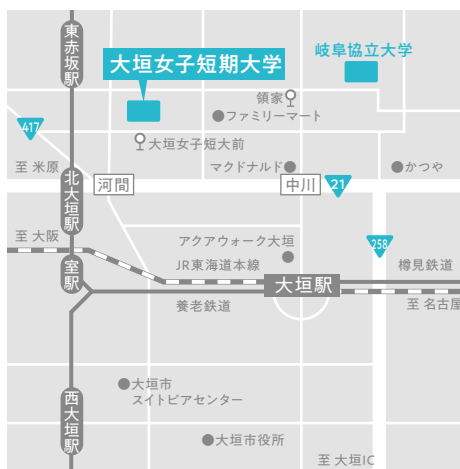 東赤坂駅
大垣女子短期大学
岐阜協立大学
領家
ファミリーマート
417
大垣女子短大前
至 米原
マクドナルド
かつや
河間
中川
21
北大垣駅
至 大阪
アクアウォーク大垣
258
室駅
JR東海道本線
樽見鉄道
大垣駅
養老鉄道
至 名古屋
大垣市
スイトピアセンター
西大垣駅
大垣市役所
至 大垣IC